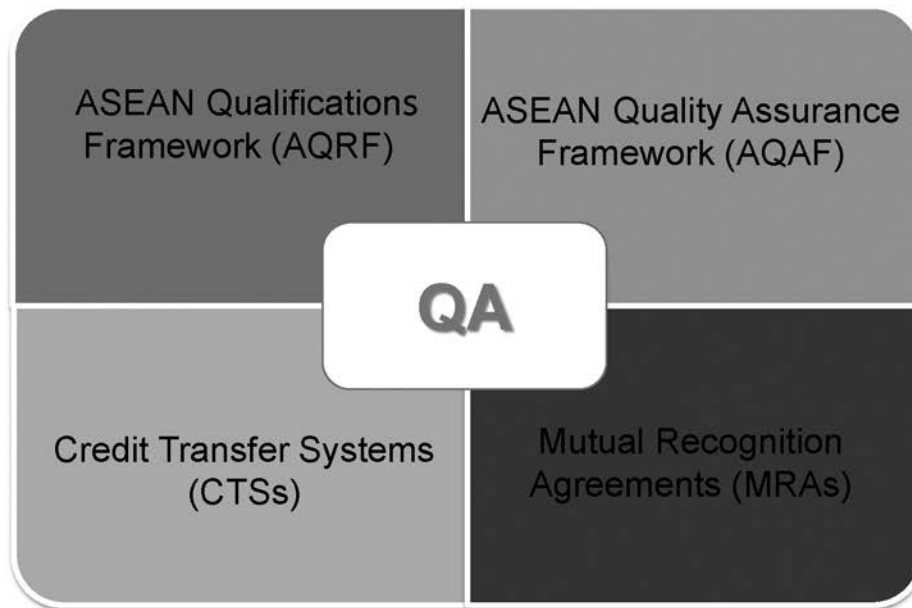 ASEAN Qualifications
Framework (AQRF)
ASEAN Quality Assurance
Framework (AQAF)
QA
Credit Transfer Systems
(CTSs)
Mutual Recognition
Agreements (MRAs)